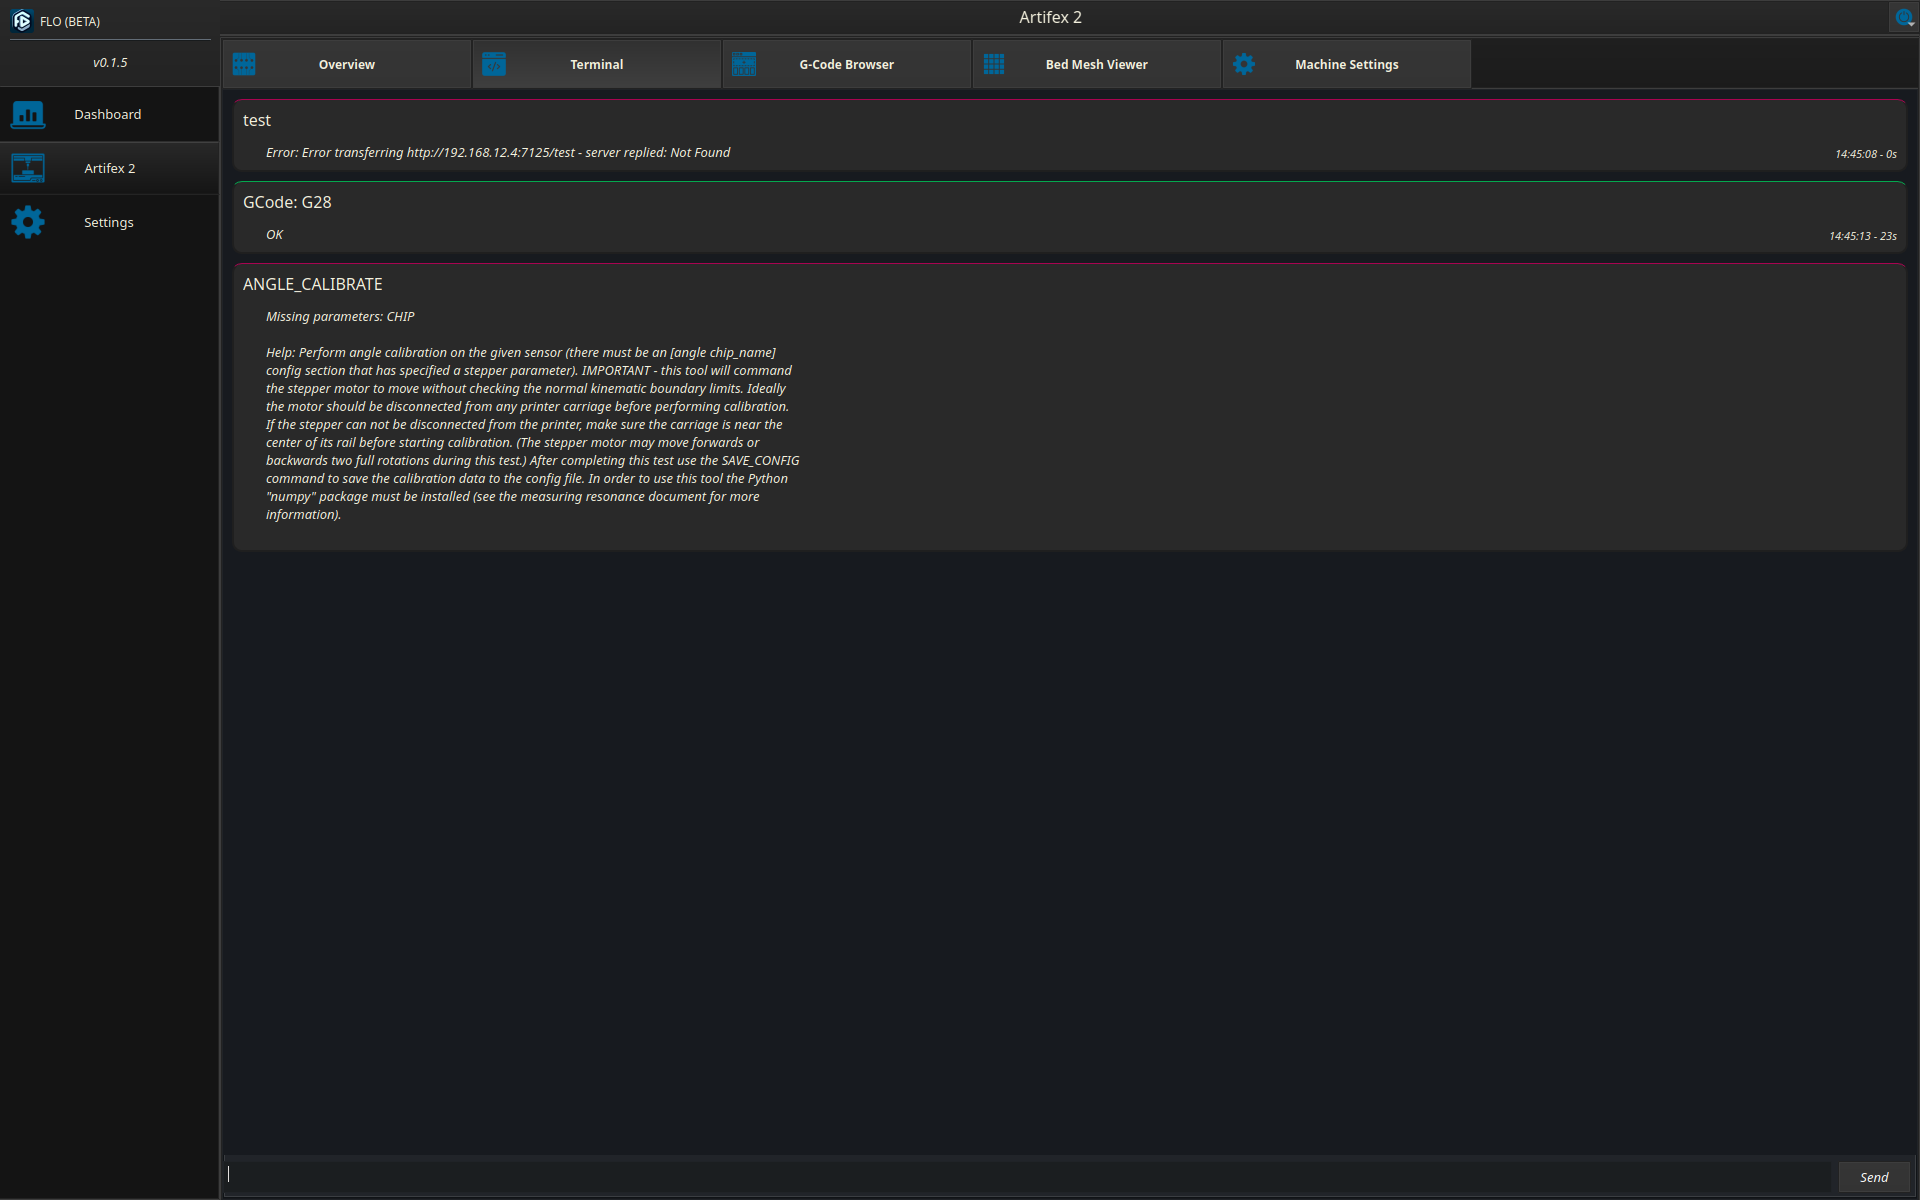 FLO (BETA)
v0.1.5
Dashboard
Artifex 2
Settings
Artifex 2
Overview
Terminal
G-Code Browser
Bed Mesh Viewer
Machine Settings
test
Error: Error transferring http://192.168.12.4:7125/test - server replied: Not Found
14:45:08 - 0s
GCode: G28
OK
14:45:13 - 23s
ANGLE_CALIBRATE
Missing parameters: CHIP
Help: Perform angle calibration on the given sensor (there must be an [angle chip_name]
config section that has specified a stepper parameter). IMPORTANT - this tool will command
the stepper motor to move without checking the normal kinematic boundary limits. Ideally
the motor should be disconnected from any printer carriage before performing calibration.
If the stepper can not be disconnected from the printer, make sure the carriage is near the
center of its rail before starting calibration. (The stepper motor may move forwards or
backwards two full rotations during this test.) After completing this test use the SAVE_CONFIG
command to save the calibration data to the config file. In order to use this tool the Python
"numpy" package must be installed (see the measuring resonance document for more
information).
Send